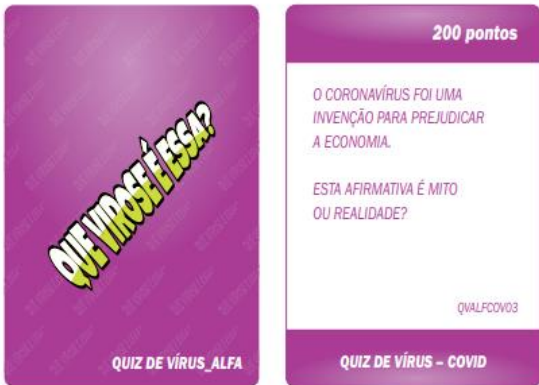 QUE VIROSE É ESSA?
QUIZ DE VÍRUS_ALFA
200 pontos
O CORONAVÍRUS FOI UMA
INVENÇÃO PARA PREJUDICAR
A ECONOMIA.
ESTA AFIRMATIVA É MITO
OU REALIDADE?
QVALFCOV03
QUIZ DE VÍRUS – COVID